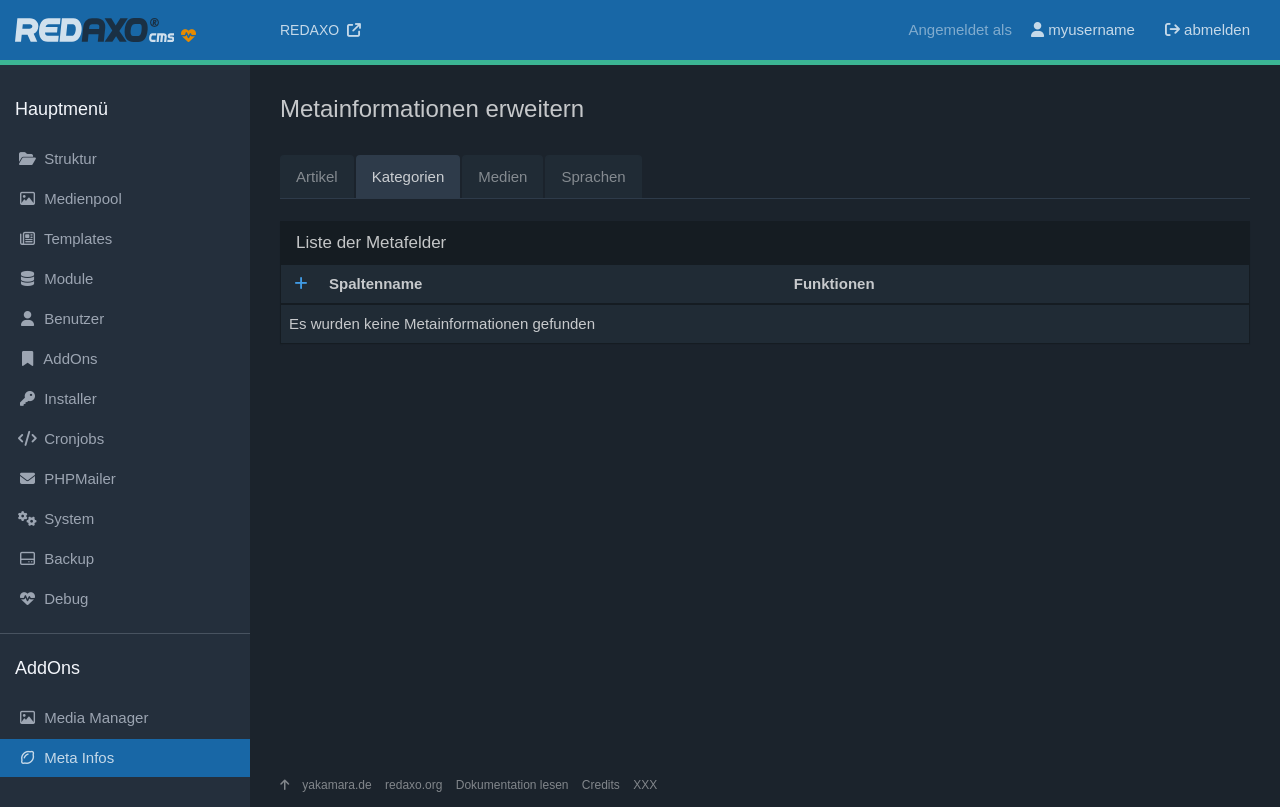 REDAXO® cms
REDAXO
Angemeldet als myusername abmelden
Hauptmenü
Struktur
Medienpool
Templates
Module
Benutzer
AddOns
Installer
Cronjobs
PHPMailer
System
Backup
Debug
AddOns
Media Manager
Meta Infos
Metainformationen erweitern
Artikel Kategorien Medien Sprachen
Liste der Metafelder
Spaltenname Funktionen
Es wurden keine Metainformationen gefunden
yakamara.de redaxo.org Dokumentation lesen Credits XXX